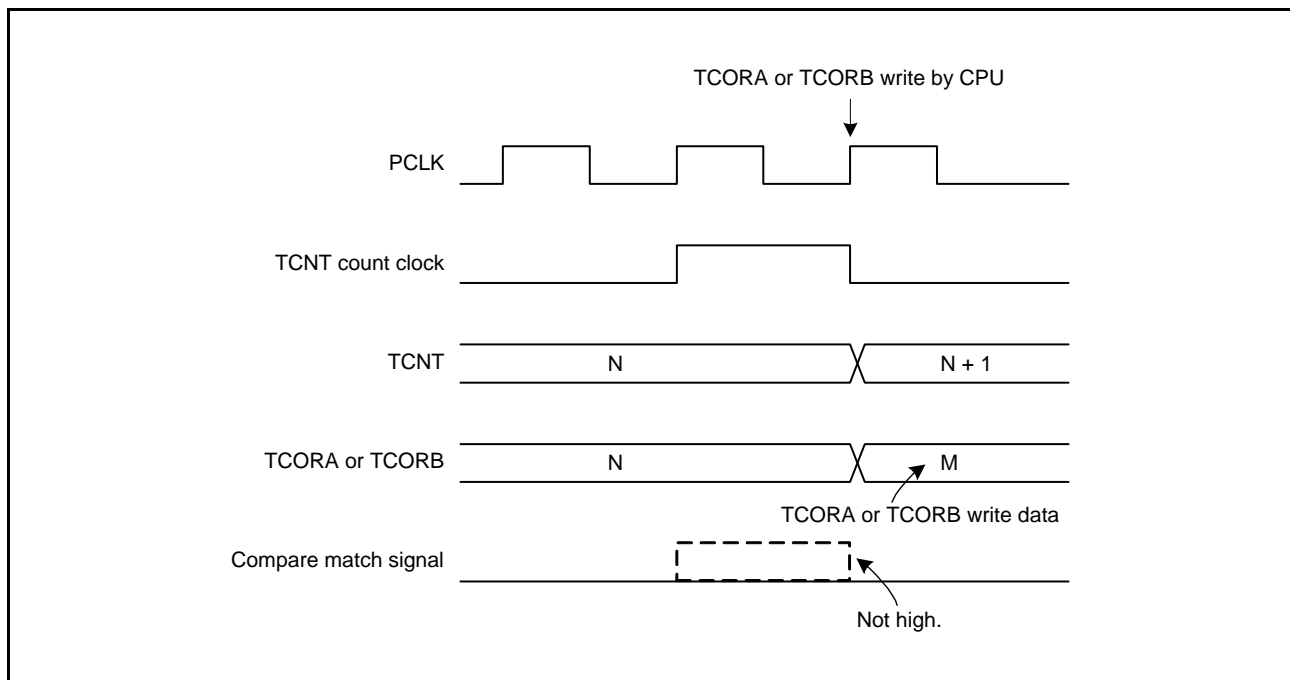 TCORA or TCORB write by CPU
PCLK
TCNT count clock
TCNT
N
N + 1
TCORA or TCORB
N
M
TCORA or TCORB write data
Compare match signal
Not high.